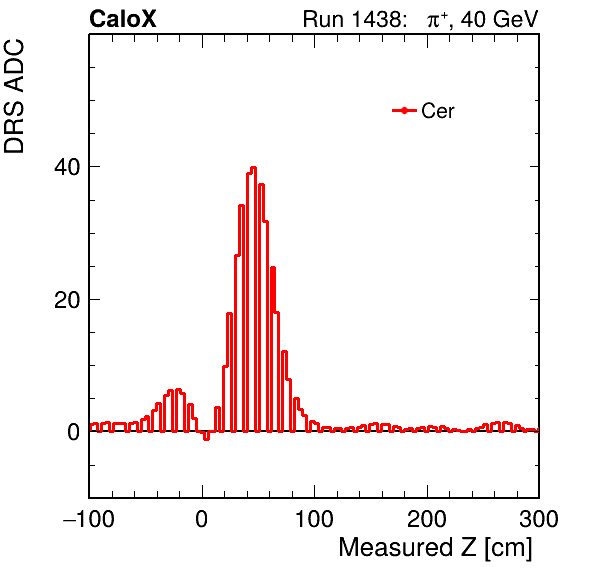 CaloX Run 1438: π⁺, 40 GeV
DRS ADC
Cer
40
20
0
−100 0 100 200 300
Measured Z [cm]